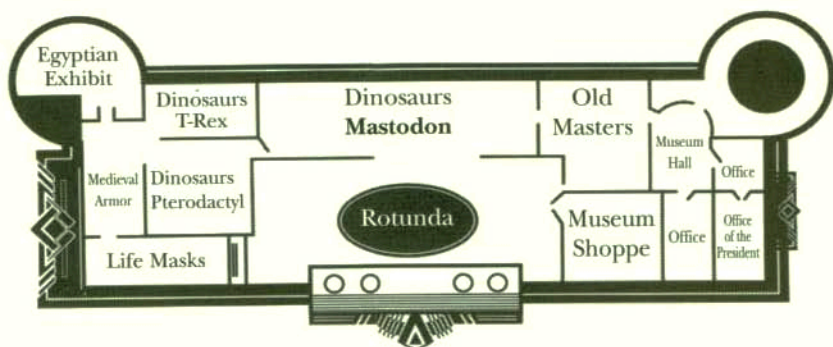 Egyptian
Exhibit
Dinosaurs
T-Rex
Dinosaurs
Mastodon
Old
Masters
Museum
Hall
Office
Medieval
Armor
Dinosaurs
Pterodactyl
Rotunda
Museum
Shoppe
Office
Office
of the
President
Life Masks